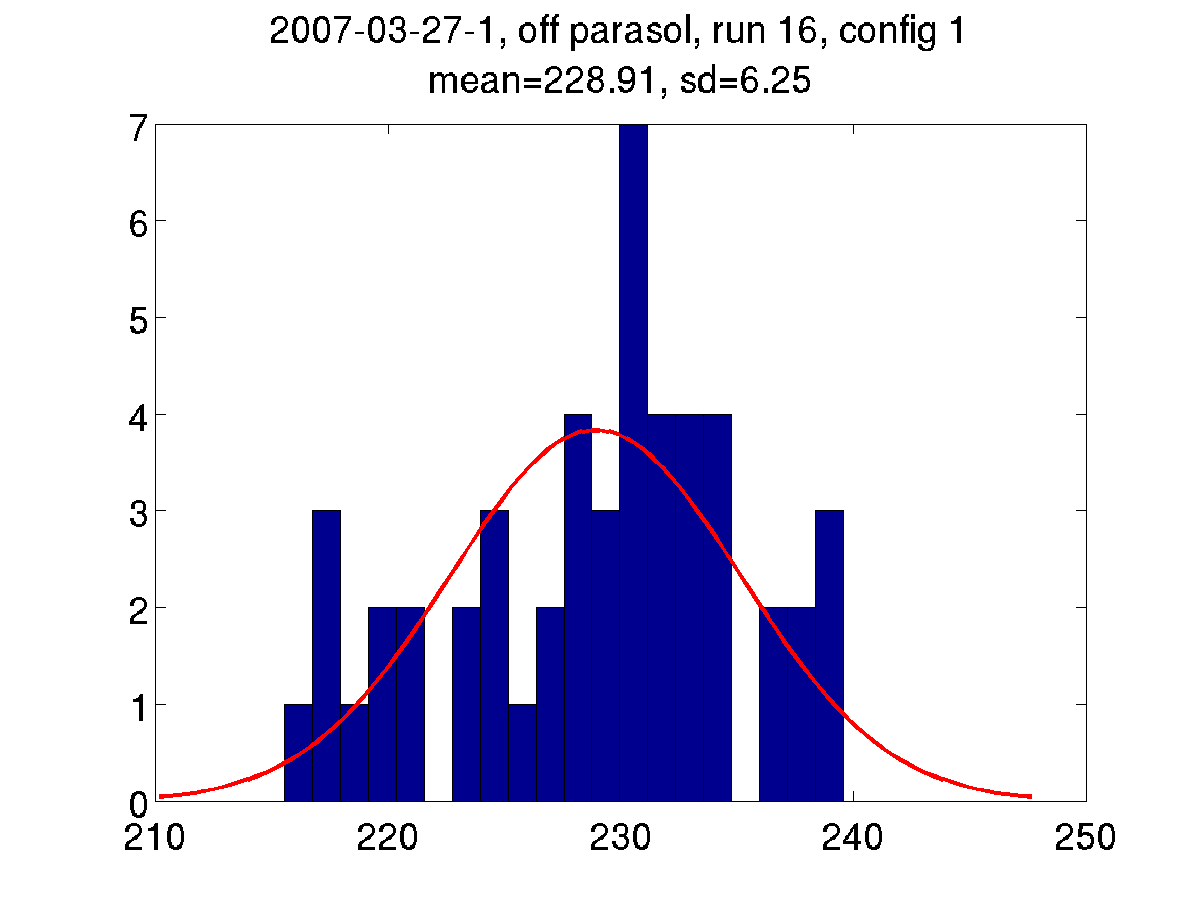 2007-03-27-1, off parasol, run 16, config 1
mean=228.91, sd=6.25
7
6
5
4
3
2
1
0
210 220 230 240 250